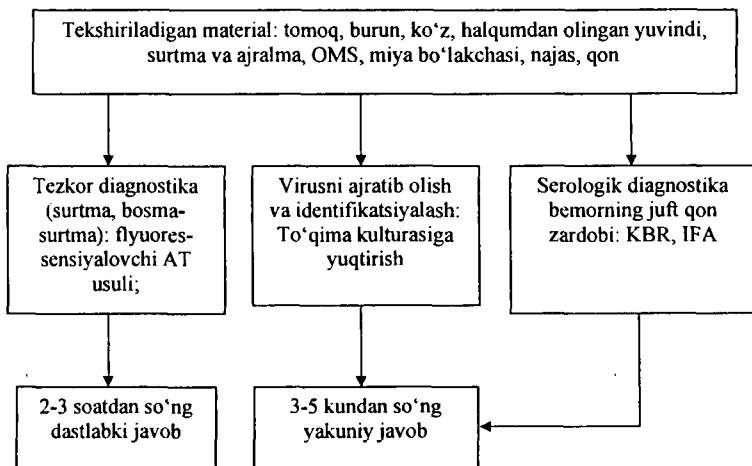 Tekshiriladigan material: tomoq, burun, ko‘z, halqumdan olingan yuvindi,
surtma va ajralma, OMS, miya bo‘lakchasi, najas, qon
Tezkor diagnostika
(surtma, bosma-
surtma): flyuores-
sensiyalovchi AT
usuli;
Virusni ajratib olish
va identifikatsiyalash:
To‘qima kulturasiga
yuqtirish
Serologik diagnostika
bemorning juft qon
zardobi: KBR, IFA
2-3 soatdan so‘ng
dastlabki javob
3-5 kundan so‘ng
yakuniy javob